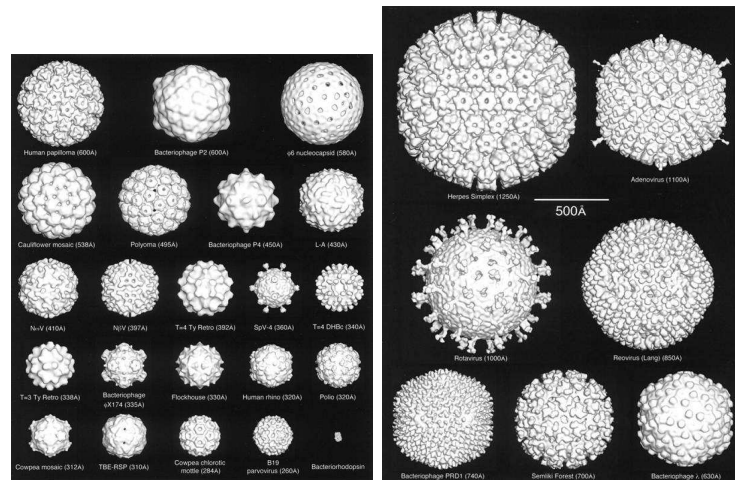 Human papilloma (600A)
Bacteriophage P2 (600A)
φ6 nucleocapsid (580A)
Cauliflower mosaic (538A)
Polyoma (495A)
Bacteriophage P4 (450A)
L-A (430A)
NωV (410A)
NβV (397A)
T=4 Ty Retro (392A)
SpV-4 (360A)
T=4 DHBc (340A)
T=3 Ty Retro (338A)
Bacteriophage
φX174 (335A)
Flockhouse (330A)
Human rhino (320A)
Polio (320A)
Cowpea mosaic (312A)
TBE-RSP (310A)
Cowpea chlorotic
mottle (284A)
B19
parvovirus (260A)
Bacteriorhodopsin
Herpes Simplex (1250A)
Adenovirus (1100A)
500Å
Rotavirus (1000A)
Reovirus (Lang) (850A)
Bacteriophage PRD1 (740A)
Semliki Forest (700A)
Bacteriophage λ (630A)